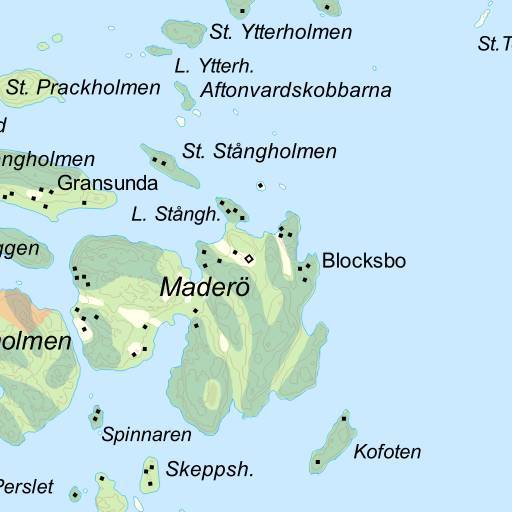 St. Ytterholmen
St.T
L. Ytterh.
St. Prackholmen
Aftonvardskobbarna
d
St. Stångholmen
ngholmen
Gransunda
L. Stångh.
ggen
Blocksbo
Maderö
holmen
Spinnaren
Kofoten
Skeppsh.
Perslet